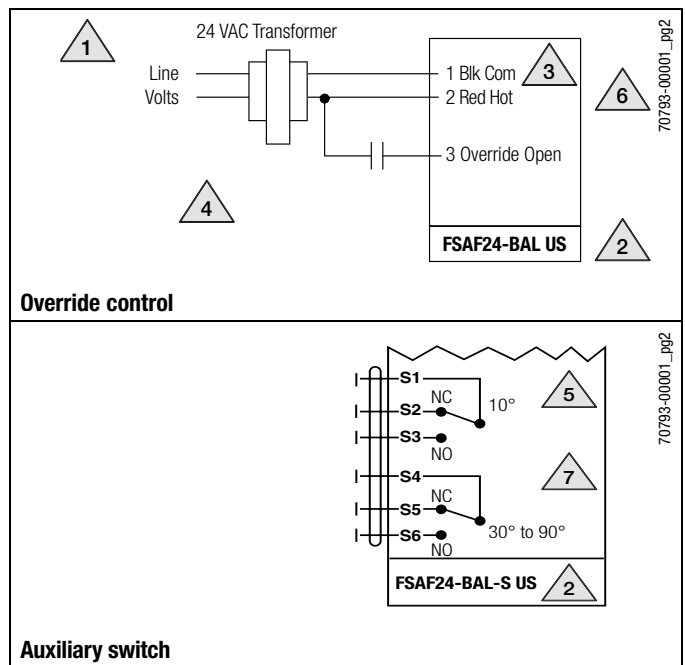 1
24 VAC Transformer
Line
Volts
1 Blk Com
3
2 Red Hot
6
3 Override Open
4
FSAF24-BAL US
2
70793-00001_pg2
Override control
S1
S2
NC
10°
5
S3
NO
S4
7
S5
NC
S6
NO
30° to 90°
FSAF24-BAL-S US
2
70793-00001_pg2
Auxiliary switch